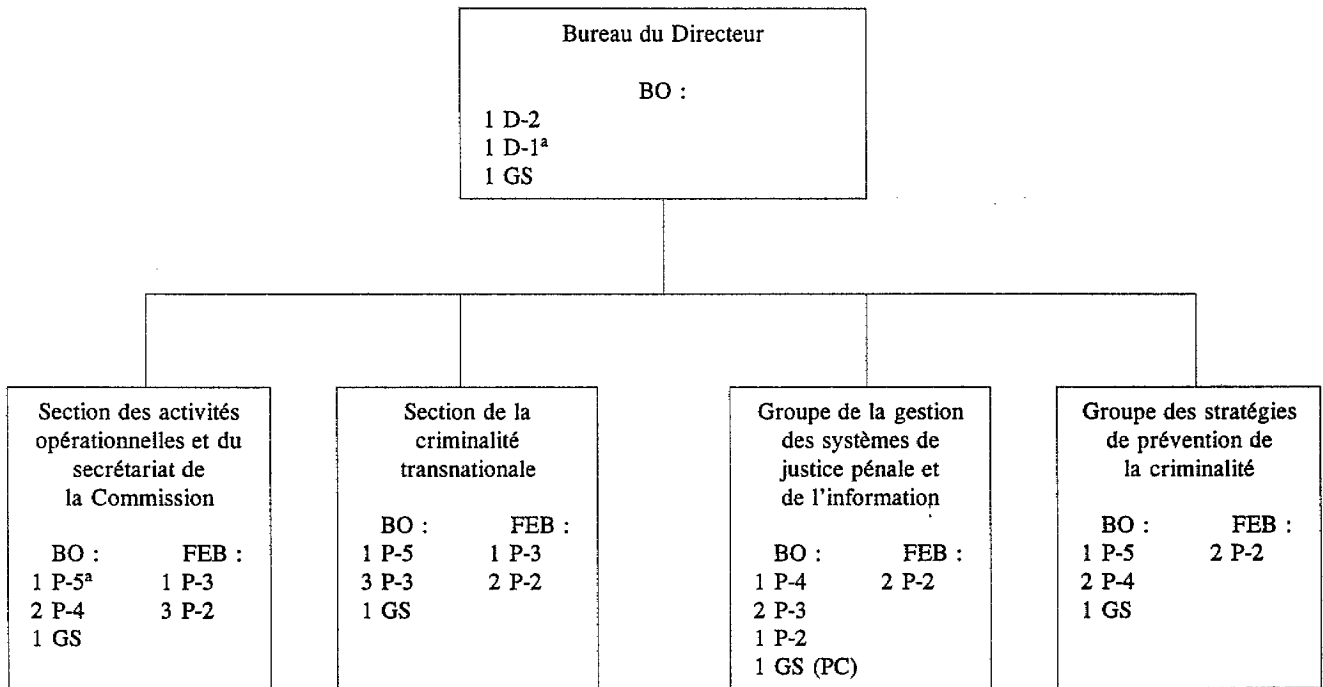 Bureau du Directeur
BO :
1 D-2
1 D-1ª
1 GS
Section des activités
opérationnelles et du
secrétariat de
la Commission
BO : FEB :
1 P-5ª 1 P-3
2 P-4 3 P-2
1 GS
Section de la
criminalité
transnationale
BO : FEB :
1 P-5 1 P-3
3 P-3 2 P-2
1 GS
Groupe de la gestion
des systèmes de
justice pénale et
de l'information
BO : FEB :
1 P-4 2 P-2
2 P-3
1 P-2
1 GS (PC)
Groupe des stratégies
de prévention de
la criminalité
BO : FEB :
1 P-5 2 P-2
2 P-4
1 GS